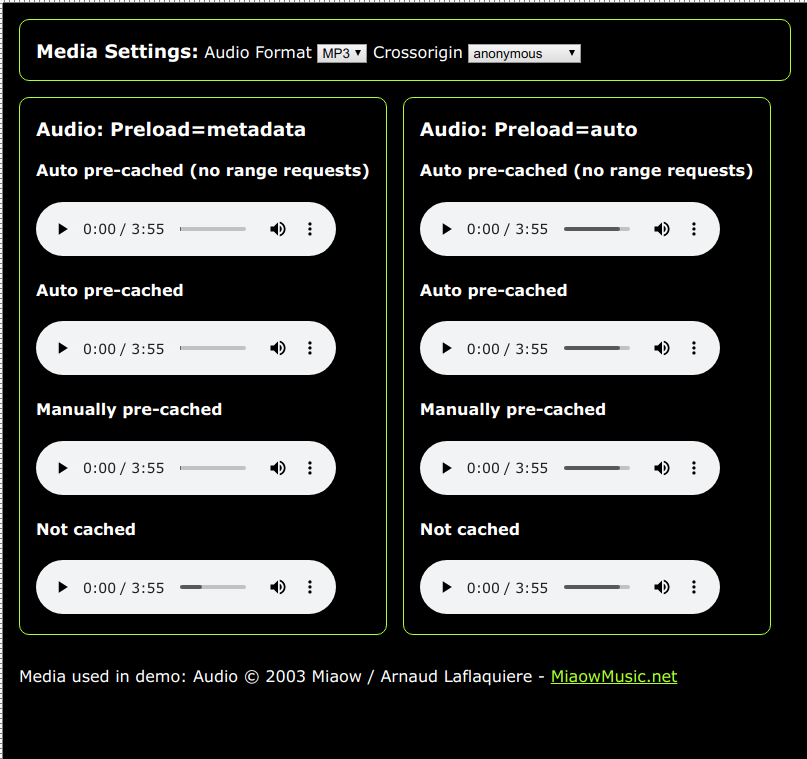 Media Settings: Audio Format MP3 Crossorigin anonymous
Audio: Preload=metadata
Auto pre-cached (no range requests)
0:00 / 3:55
Auto pre-cached
0:00 / 3:55
Manually pre-cached
0:00 / 3:55
Not cached
0:00 / 3:55
Audio: Preload=auto
Auto pre-cached (no range requests)
0:00 / 3:55
Auto pre-cached
0:00 / 3:55
Manually pre-cached
0:00 / 3:55
Not cached
0:00 / 3:55
Media used in demo: Audio © 2003 Miaow / Arnaud Laflaquiere - MiaowMusic.net